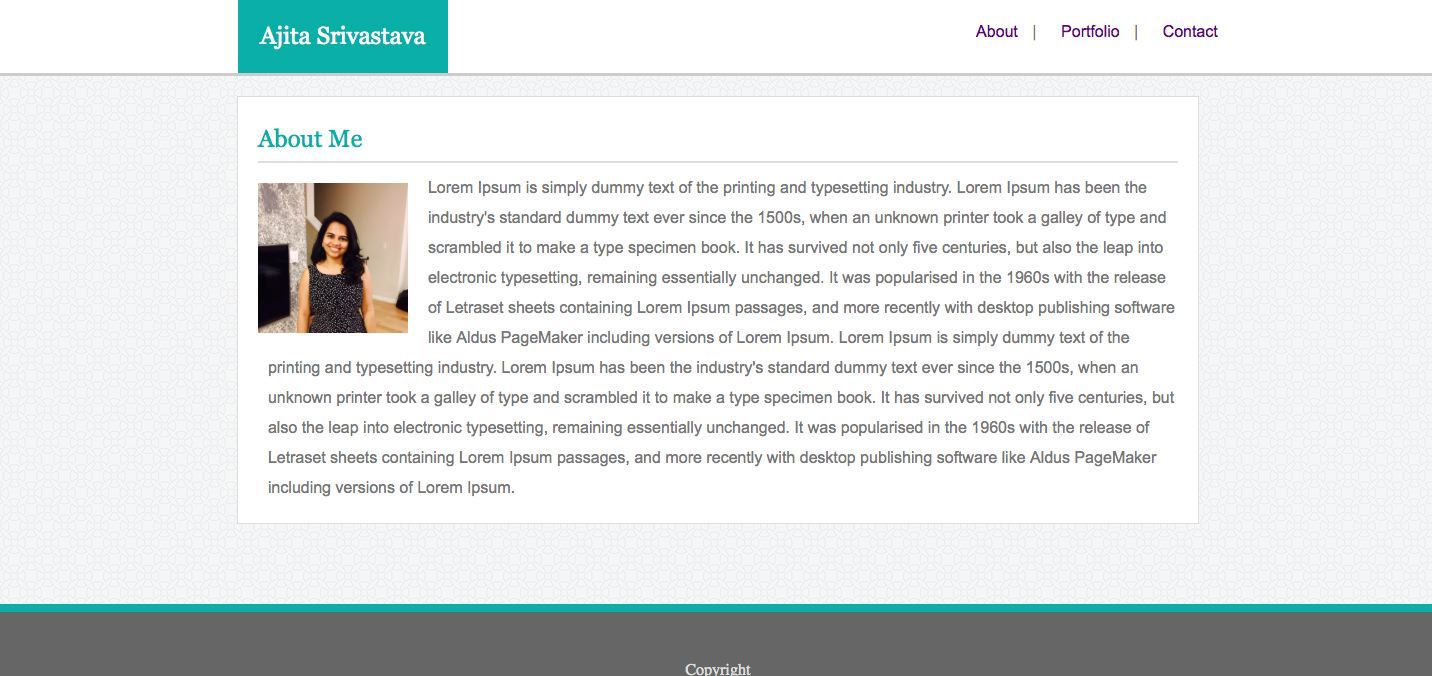 Ajita Srivastava
About | Portfolio | Contact
About Me
Lorem Ipsum is simply dummy text of the printing and typesetting industry. Lorem Ipsum has been the
industry's standard dummy text ever since the 1500s, when an unknown printer took a galley of type and
scrambled it to make a type specimen book. It has survived not only five centuries, but also the leap into
electronic typesetting, remaining essentially unchanged. It was popularised in the 1960s with the release
of Letraset sheets containing Lorem Ipsum passages, and more recently with desktop publishing software
like Aldus PageMaker including versions of Lorem Ipsum. Lorem Ipsum is simply dummy text of the
printing and typesetting industry. Lorem Ipsum has been the industry's standard dummy text ever since the 1500s, when an
unknown printer took a galley of type and scrambled it to make a type specimen book. It has survived not only five centuries, but
also the leap into electronic typesetting, remaining essentially unchanged. It was popularised in the 1960s with the release of
Letraset sheets containing Lorem Ipsum passages, and more recently with desktop publishing software like Aldus PageMaker
including versions of Lorem Ipsum.
Copyright